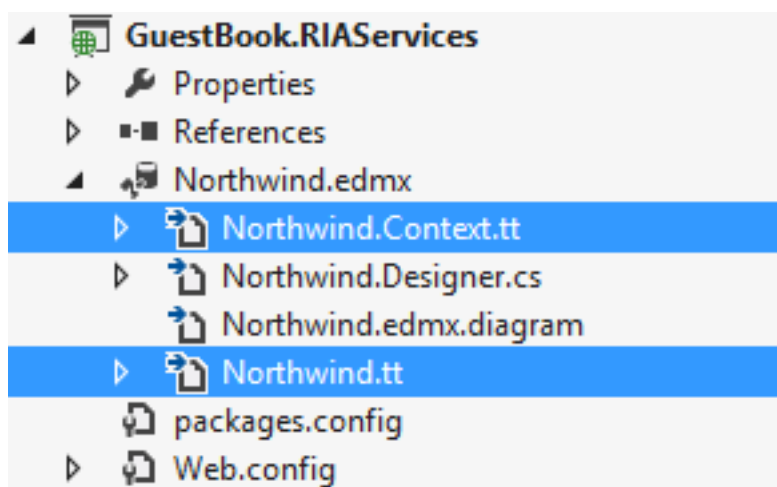 GuestBook.RIAServices
Properties
References
Northwind.edmx
Northwind.Context.tt
Northwind.Designer.cs
Northwind.edmx.diagram
Northwind.tt
packages.config
Web.config